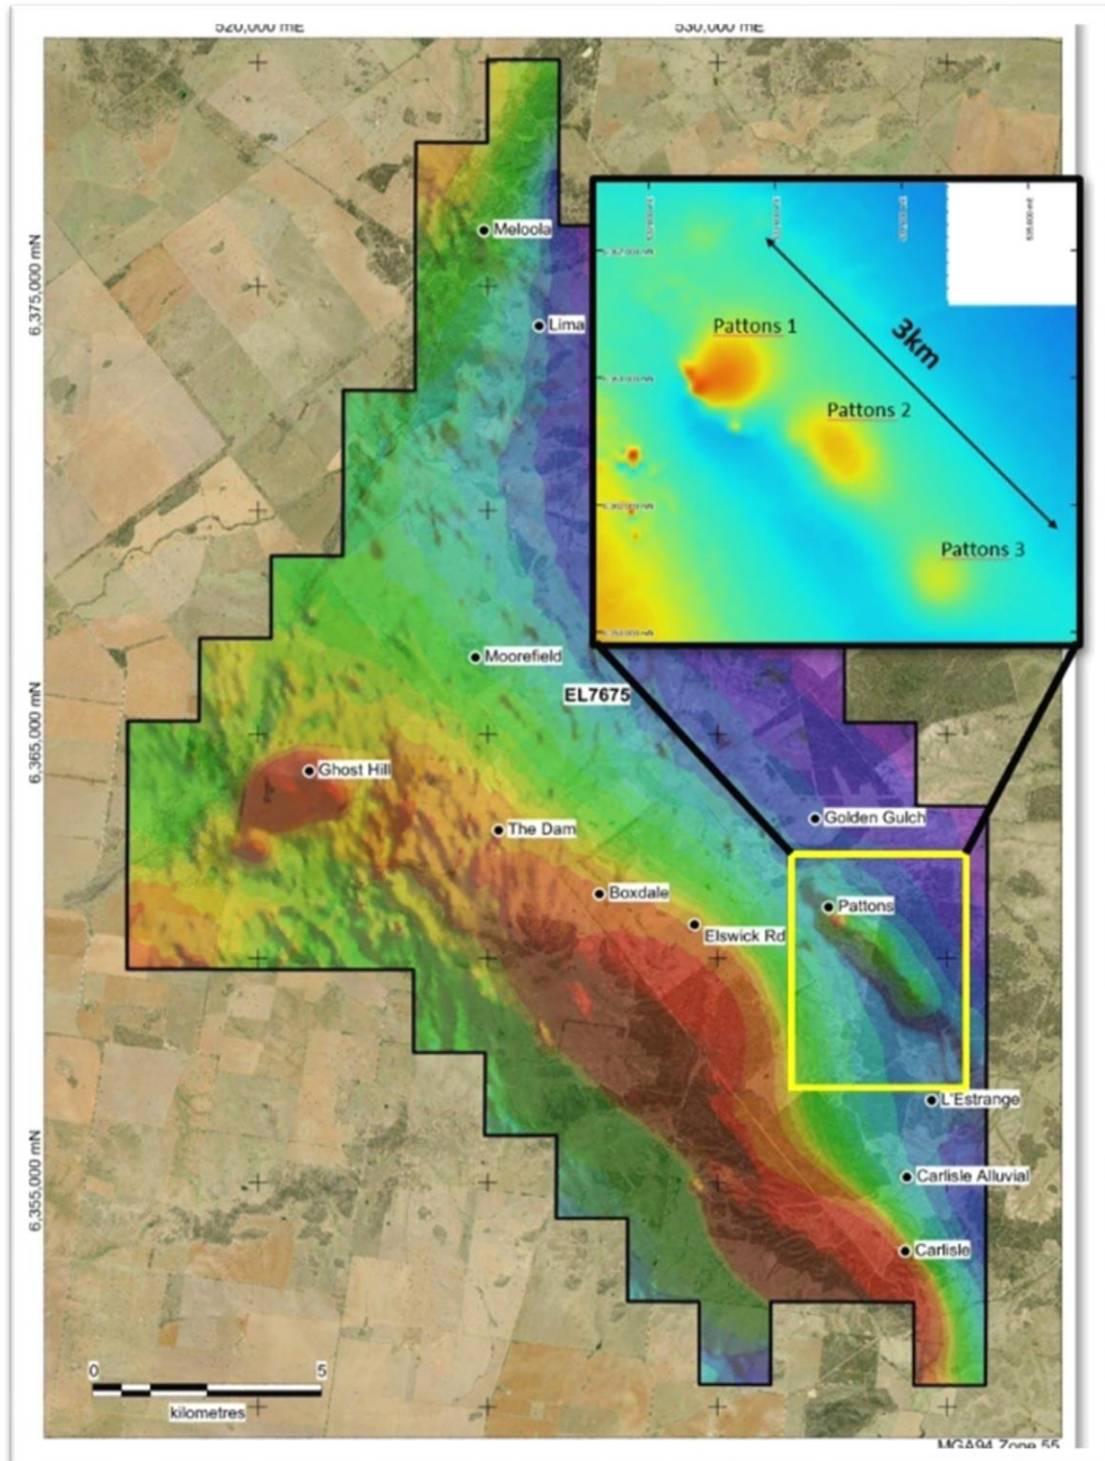 520,000 mE
530,000 mE
6,375,000 mN
Meloola
Lima
Pattons 1
3km
Pattons 2
Pattons 3
Moorefield
EL7675
6,365,000 mN
Ghost Hill
Golden Gulch
The Dam
Boxdale
Pattons
Elswick Rd
L'Estrange
6,355,000 mN
Carlisle Alluvial
Carlisle
0 5
kilometres
MGA94 Zone 55